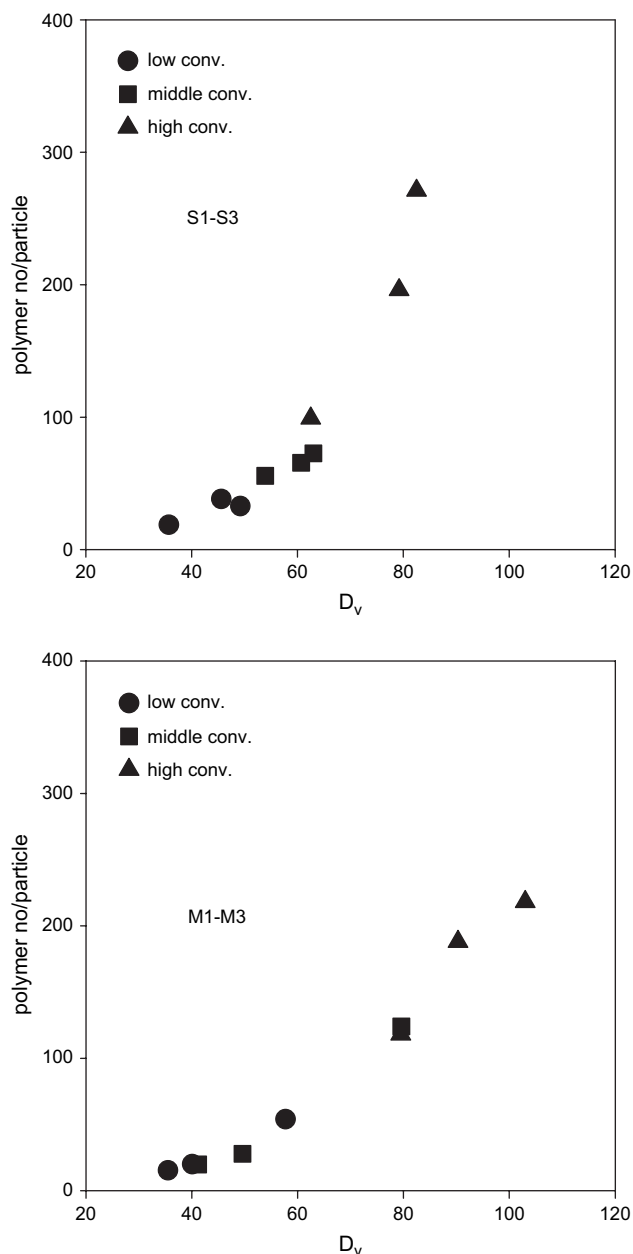 400
low conv.
middle conv.
300
high conv.
S1-S3
200
100
0
20 40 60 80 100 120
polymer no/particle
Dv
400
low conv.
middle conv.
high conv.
300
M1-M3
200
100
0
20 40 60 80 100 120
polymer no/particle
Dv